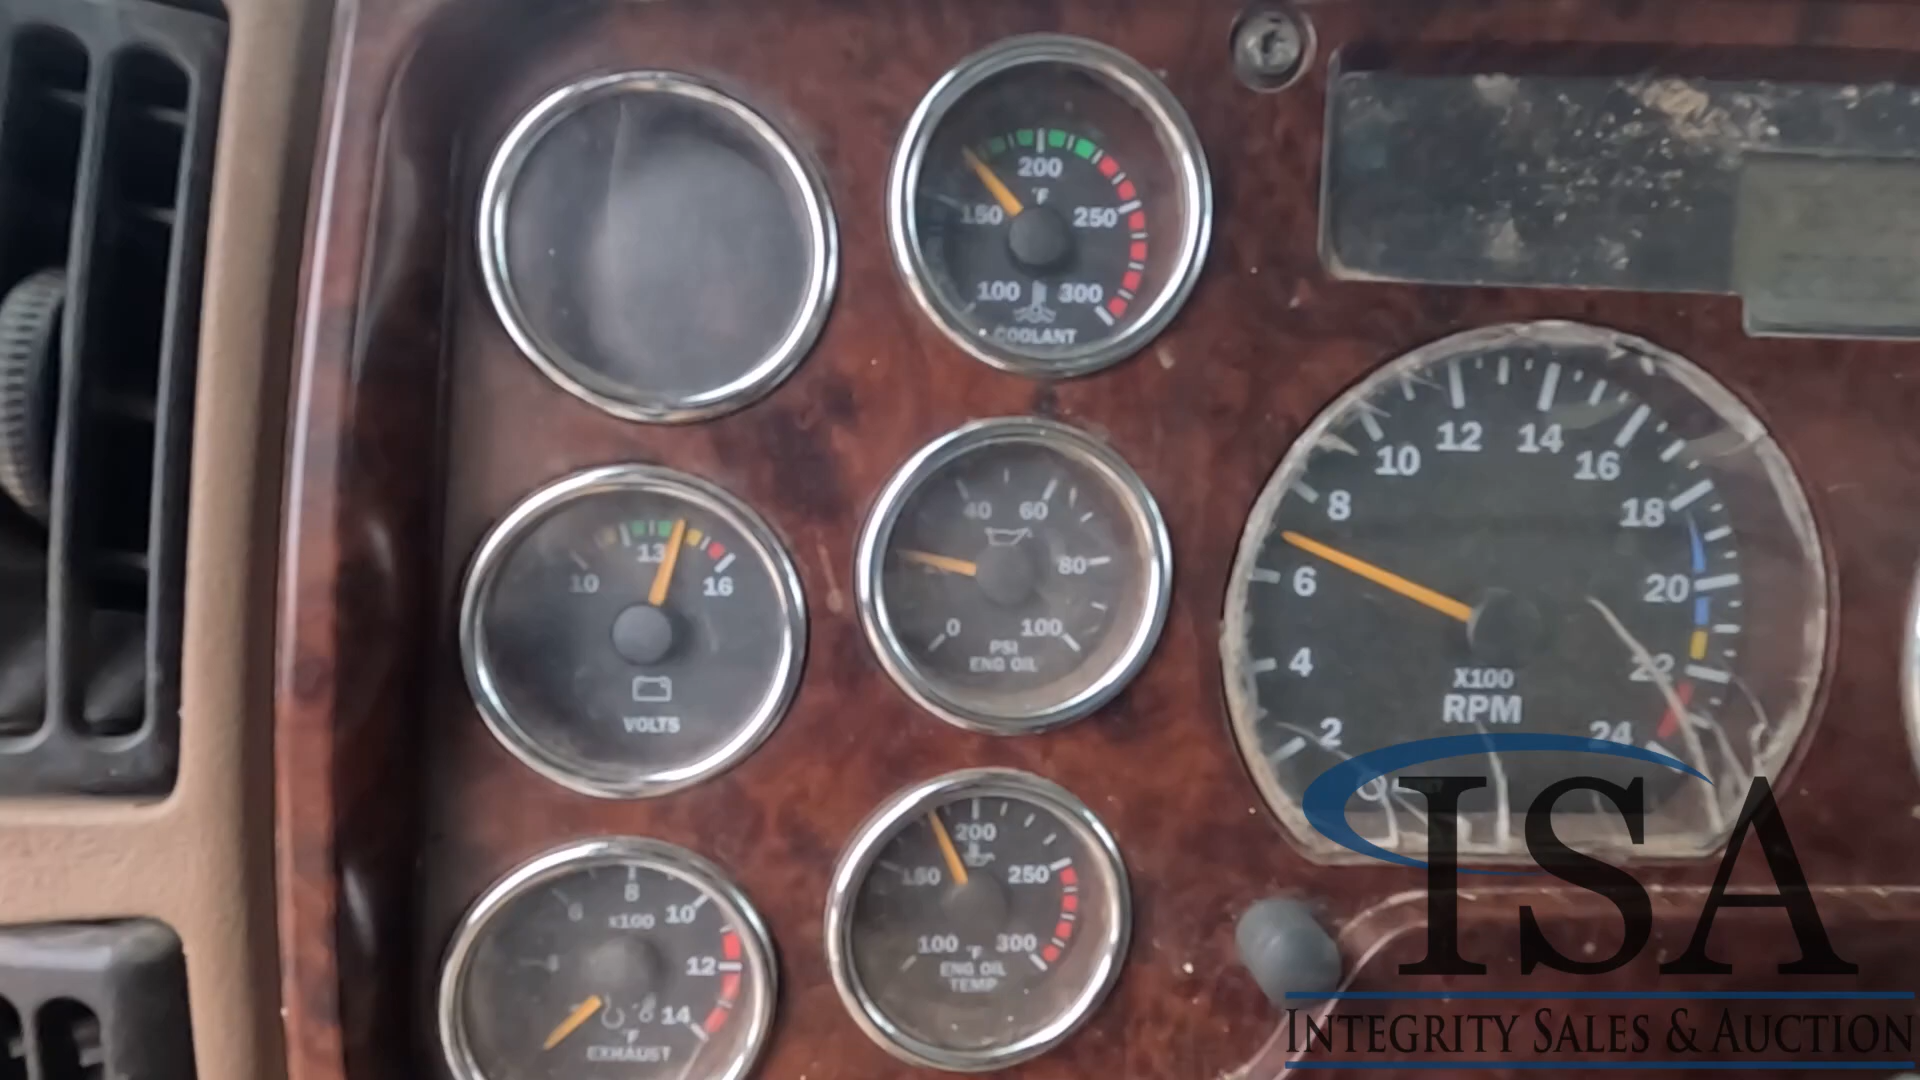 200
°F
150 250
100 300
COOLANT
10 13 16
VOLTS
40 60
80
0 100
PSI
ENG OIL
200
150 250
100 °F 300
ENG OIL
TEMP
6 8 10
X100
4 12
14
°F
EXHAUST
2 4 6 8 10 12 14 16 18 20 22 24
X100
RPM
ISA
INTEGRITY SALES & AUCTION